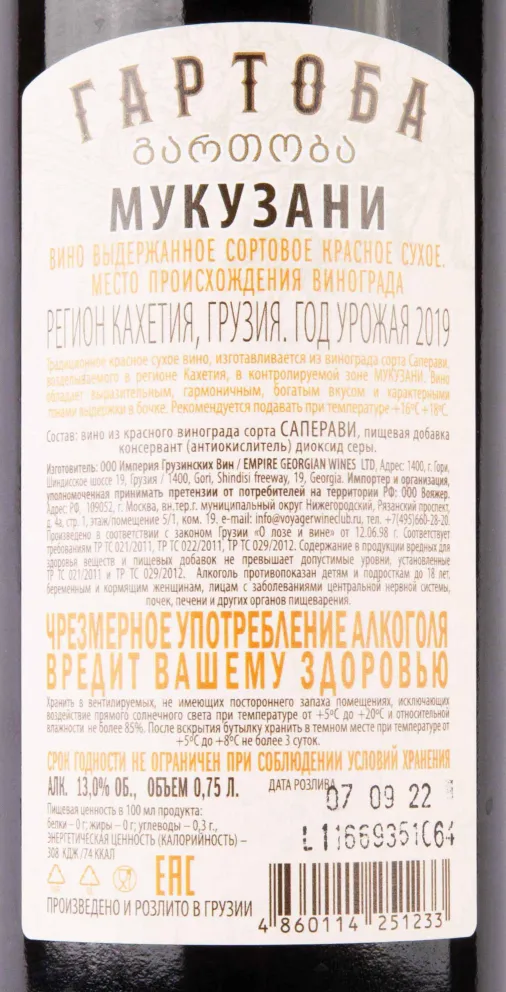 ГАРТОБА
გართობა
МУКУЗАНИ
ВИНО ВЫДЕРЖАННОЕ СОРТОВОЕ КРАСНОЕ СУХОЕ.
МЕСТО ПРОИСХОЖДЕНИЯ ВИНОГРАДА
РЕГИОН КАХЕТИЯ, ГРУЗИЯ. ГОД УРОЖАЯ 2019
Традиционное красное сухое вино, изготавливается из винограда сорта Саперави,
возделываемого в регионе Кахетия, в контролируемой зоне МУКУЗАНИ. Вино
обладает выразительным, гармоничным, богатым вкусом и характерными
тонами выдержки в бочке. Рекомендуется подавать при температуре +16°С +18°С.
Состав: вино из красного винограда сорта САПЕРАВИ, пищевая добавка
консервант (антиокислитель) диоксид серы.
Изготовитель: ООО Империя Грузинских Вин / EMPIRE GEORGIAN WINES LTD, Адрес: 1400, г. Гори,
Шиндисское шоссе 19, Грузия / 1400, Gori, Shindisi freeway, 19, Georgia. Импортер и организация,
уполномоченная принимать претензии от потребителей на территории РФ: ООО Вояжер.
Адрес РФ: 109052, г. Москва, вн.тер.г. муниципальный округ Нижегородский, Рязанский проспект,
д. 4а, стр. 1, этаж/помещение 5/1, ком. 19. e-mail: info@voyagerwineclub.ru, тел. +7(495)660-28-20.
Произведено в соответствии с законом Грузии «О лозе и вине» от 12.06.98 г. Соответствует
требованиям ТР ТС 021/2011, ТР ТС 022/2011, ТР ТС 029/2012. Содержание в продукции вредных для
здоровья веществ и пищевых добавок не превышает допустимые уровни, установленные
ТР ТС 021/2011 и ТР ТС 029/2012. Алкоголь противопоказан детям и подросткам до 18 лет,
беременным и кормящим женщинам, лицам с заболеваниями центральной нервной системы,
почек, печени и других органов пищеварения.
ЧРЕЗМЕРНОЕ УПОТРЕБЛЕНИЕ АЛКОГОЛЯ
ВРЕДИТ ВАШЕМУ ЗДОРОВЬЮ
Хранить в вентилируемых, не имеющих постороннего запаха помещениях, исключающих
воздействие прямого солнечного света при температуре от +5°С до +20°С и относительной
влажности не более 85%. После вскрытия бутылку хранить в темном месте при температуре от
+5°С до +8°С не более 3 суток.
СРОК ГОДНОСТИ НЕ ОГРАНИЧЕН ПРИ СОБЛЮДЕНИИ УСЛОВИЙ ХРАНЕНИЯ
АЛК. 13,0% ОБ., ОБЪЕМ 0,75 Л.
ДАТА РОЗЛИВА
07 09 22
Пищевая ценность в 100 мл продукта:
белки – 0 г; жиры – 0 г; углеводы – 0,3 г.,
ЭНЕРГЕТИЧЕСКАЯ ЦЕННОСТЬ (КАЛОРИЙНОСТЬ) –
308 КДЖ /74 ККАЛ
L11669351C64
ЕАС
ПРОИЗВЕДЕНО И РОЗЛИТО В ГРУЗИИ
4 860114 251233